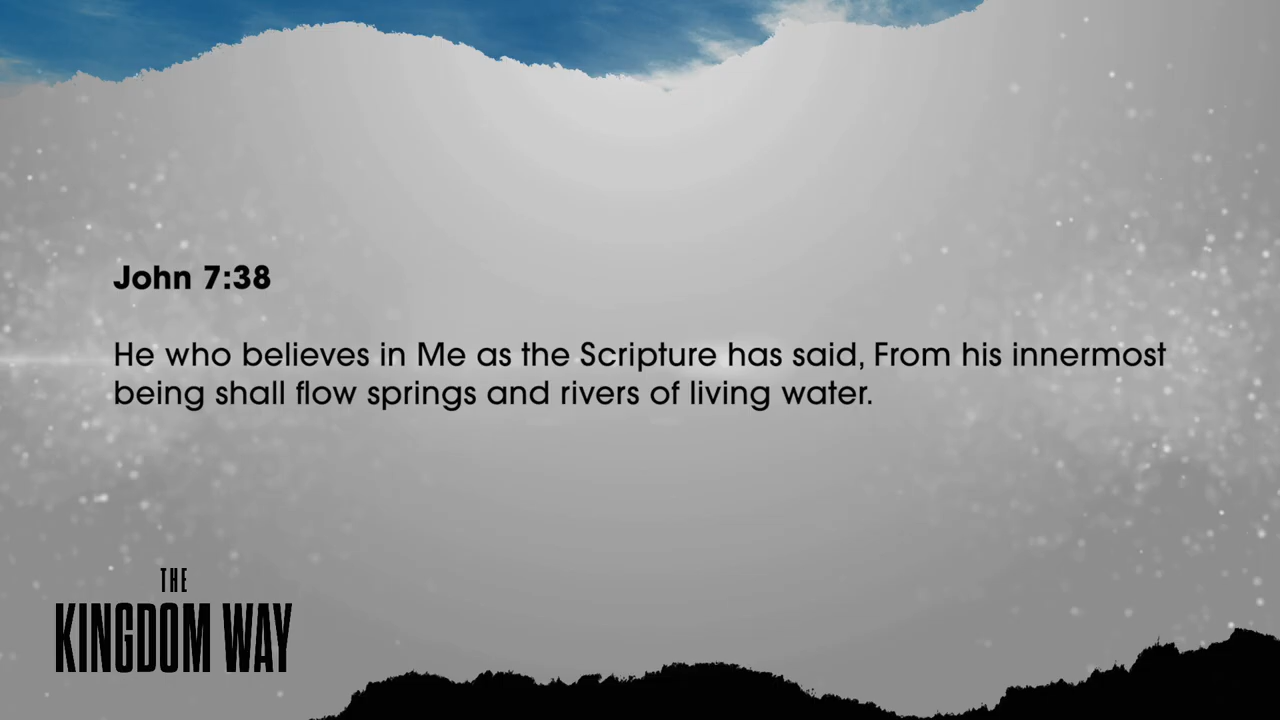 John 7:38
He who believes in Me as the Scripture has said, From his innermost
being shall flow springs and rivers of living water.
THE
KINGDOM WAY